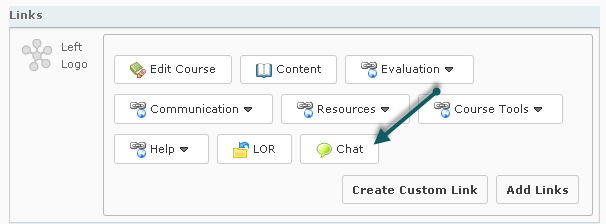 Links
Left
Logo
Edit Course Content Evaluation
Communication Resources Course Tools
Help LOR Chat
Create Custom Link Add Links